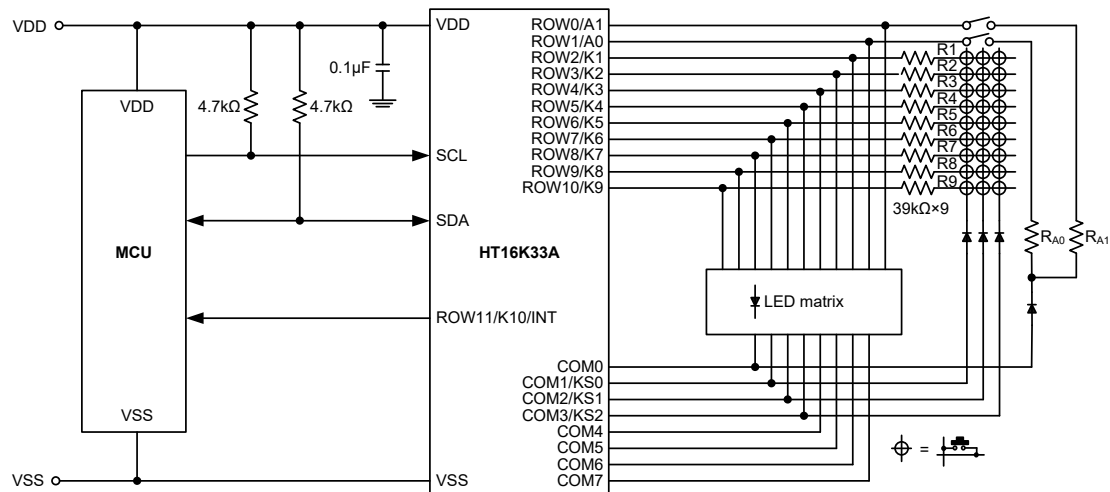 VDD
VDD
ROW0/A1
ROW1/A0
ROW2/K1
ROW3/K2
ROW4/K3
ROW5/K4
ROW6/K5
ROW7/K6
ROW8/K7
ROW9/K8
ROW10/K9
R1
R2
R3
R4
R5
R6
R7
R8
R9
39kΩ×9
0.1μF
VDD
4.7kΩ
4.7kΩ
SCL
SDA
MCU
HT16K33A
RA0
RA1
LED matrix
ROW11/K10/INT
COM0
COM1/KS0
COM2/KS1
COM3/KS2
COM4
COM5
COM6
COM7
VSS
VSS
VSS
=